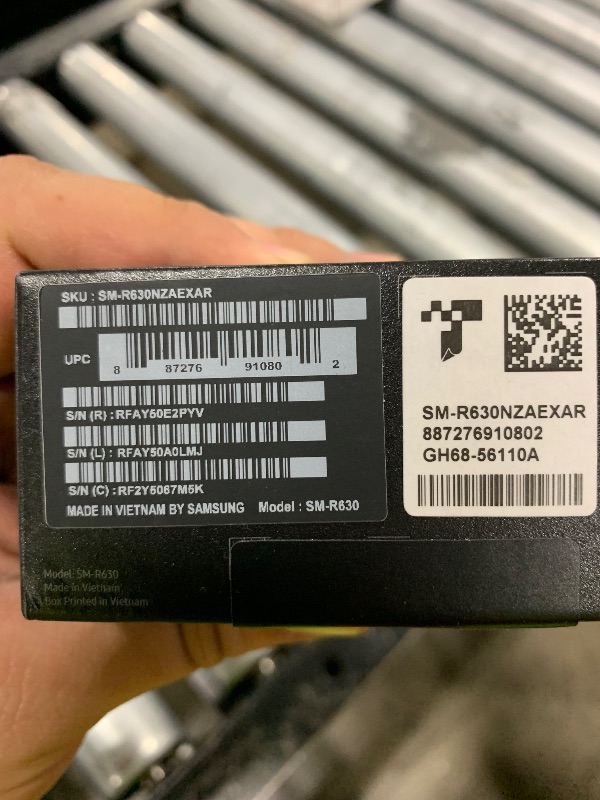 SKU : SM-R630NZAEXAR
UPC
8 87276 91080 2
S/N (R) : RFAY50E2PYV
S/N (L) : RFAY50A0LMJ
S/N (C) : RF2Y5067M5K
MADE IN VIETNAM BY SAMSUNG Model : SM-R630
SM-R630NZAEXAR
887276910802
GH68-56110A
Model: SM-R630
Made in Vietnam
Box Printed in Vietnam